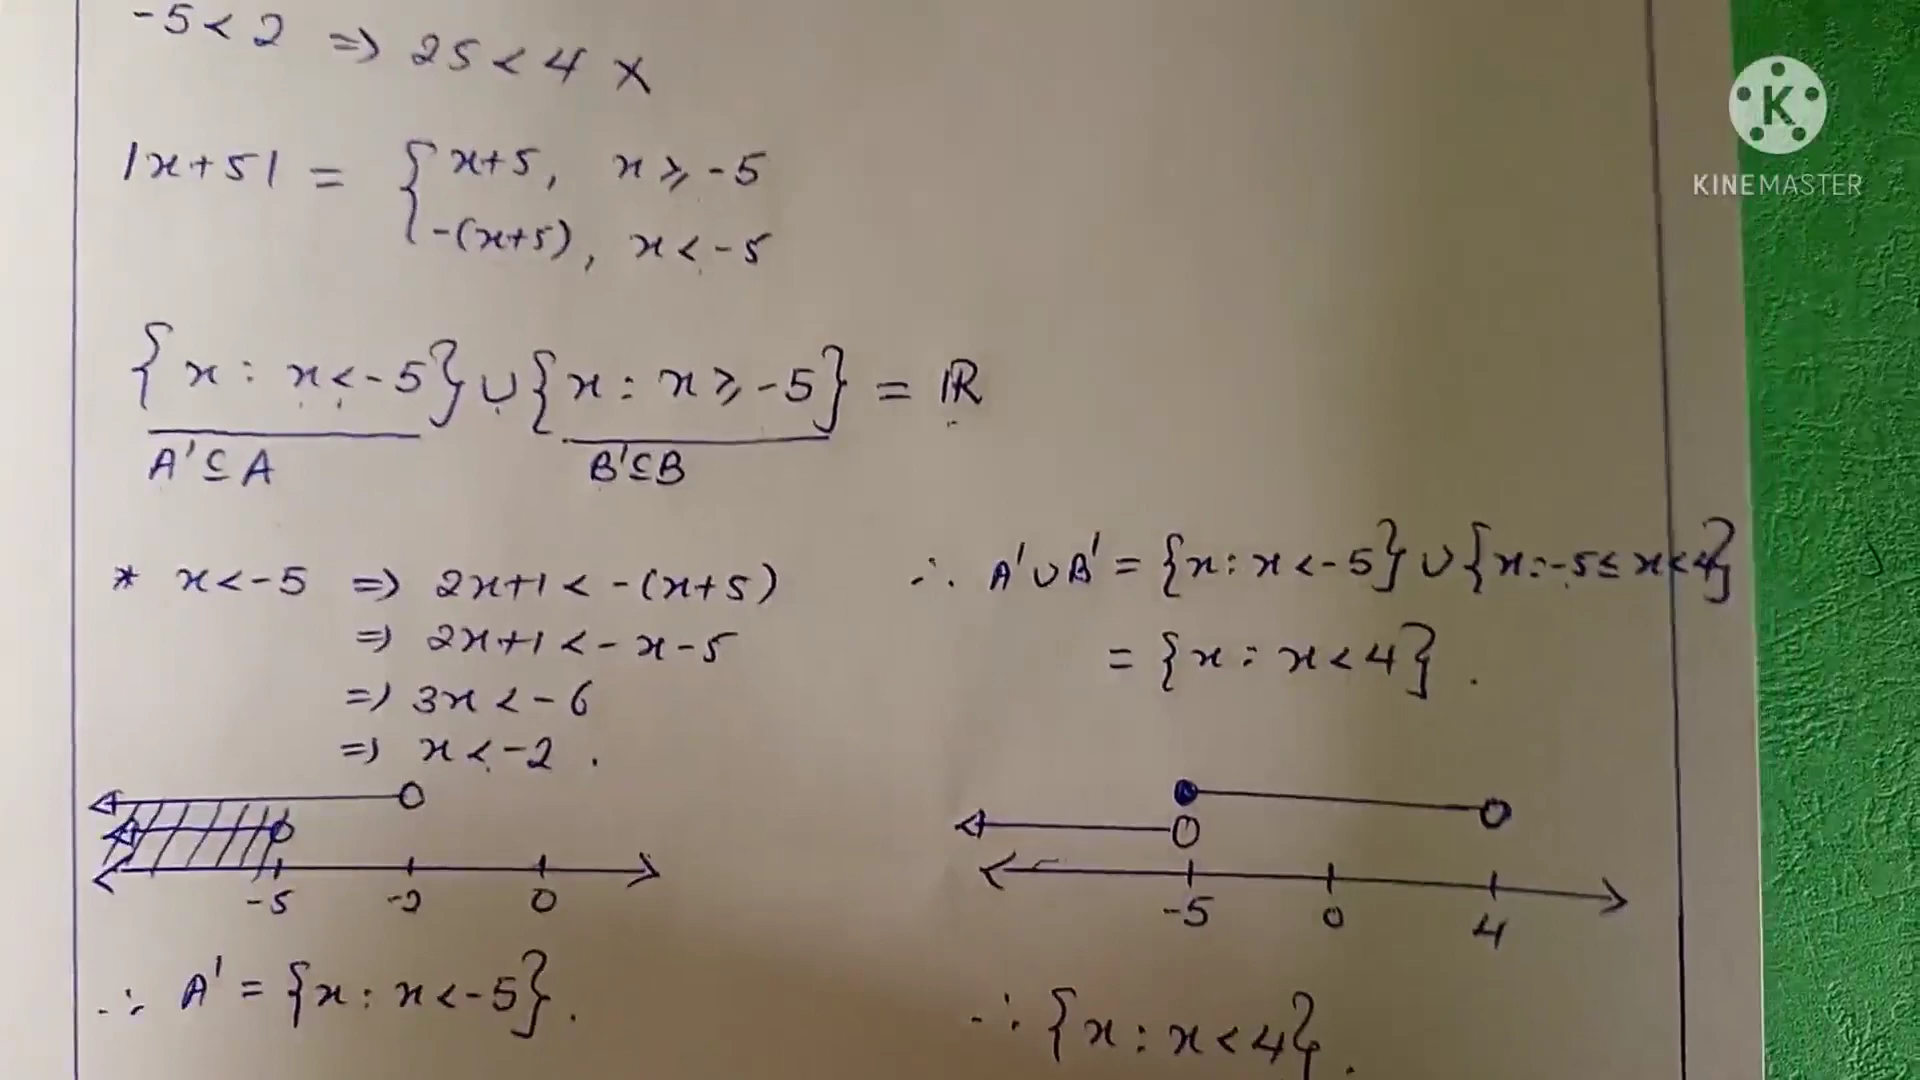 -5 < 2 => 25 < 4 ×
|x+5| = { x+5, x ≥ -5
-(x+5), x < -5
{x : x < -5} ∪ {x : x ≥ -5} = ℝ
A' ⊆ A B' ⊆ B
* x < -5 => 2x+1 < -(x+5)
=> 2x+1 < -x-5
=> 3x < -6
=> x < -2 .
-5 -2 0
∴ A' = {x : x < -5}.
∴ A' ∪ B' = {x : x < -5} ∪ {x : -5 ≤ x < 4}
= {x : x < 4} .
-5 0 4
∴ {x : x < 4}.
K
KINEMASTER